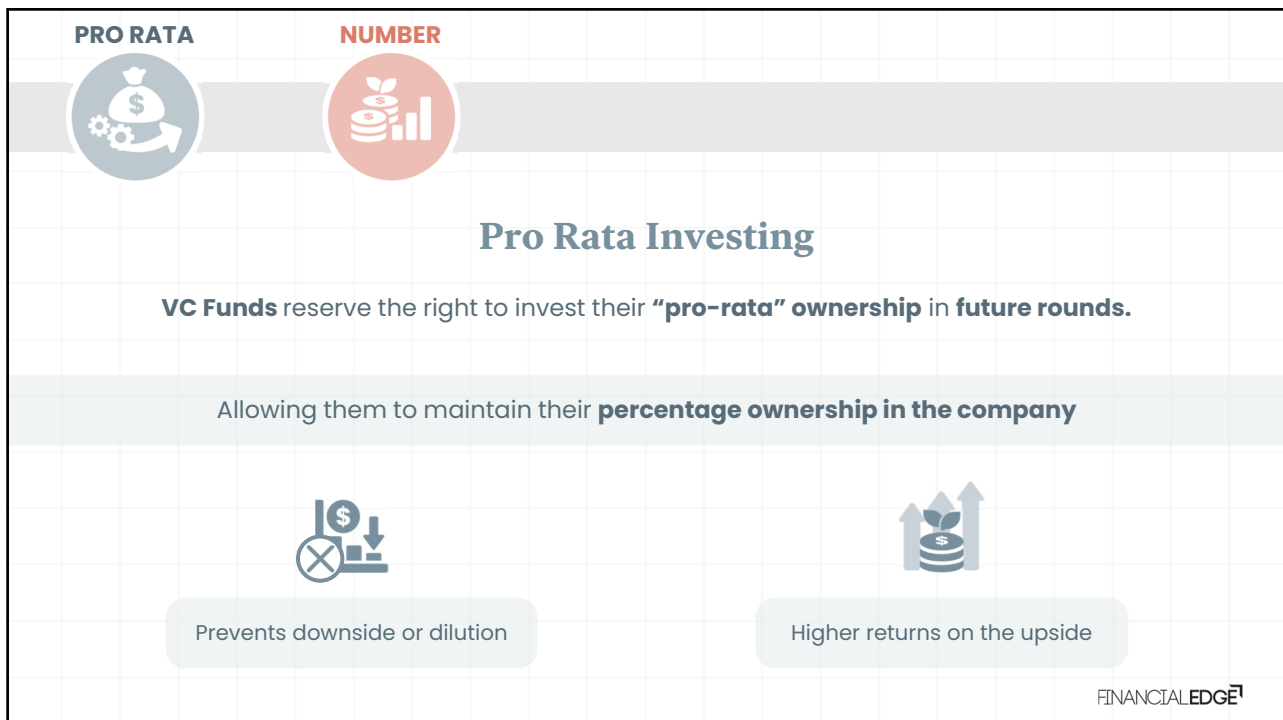 PRO RATA
NUMBER
$
$
$
Pro Rata Investing
VC Funds reserve the right to invest their “pro-rata” ownership in future rounds.
Allowing them to maintain their percentage ownership in the company
$
$
Prevents downside or dilution
Higher returns on the upside
FINANCIALEDGE